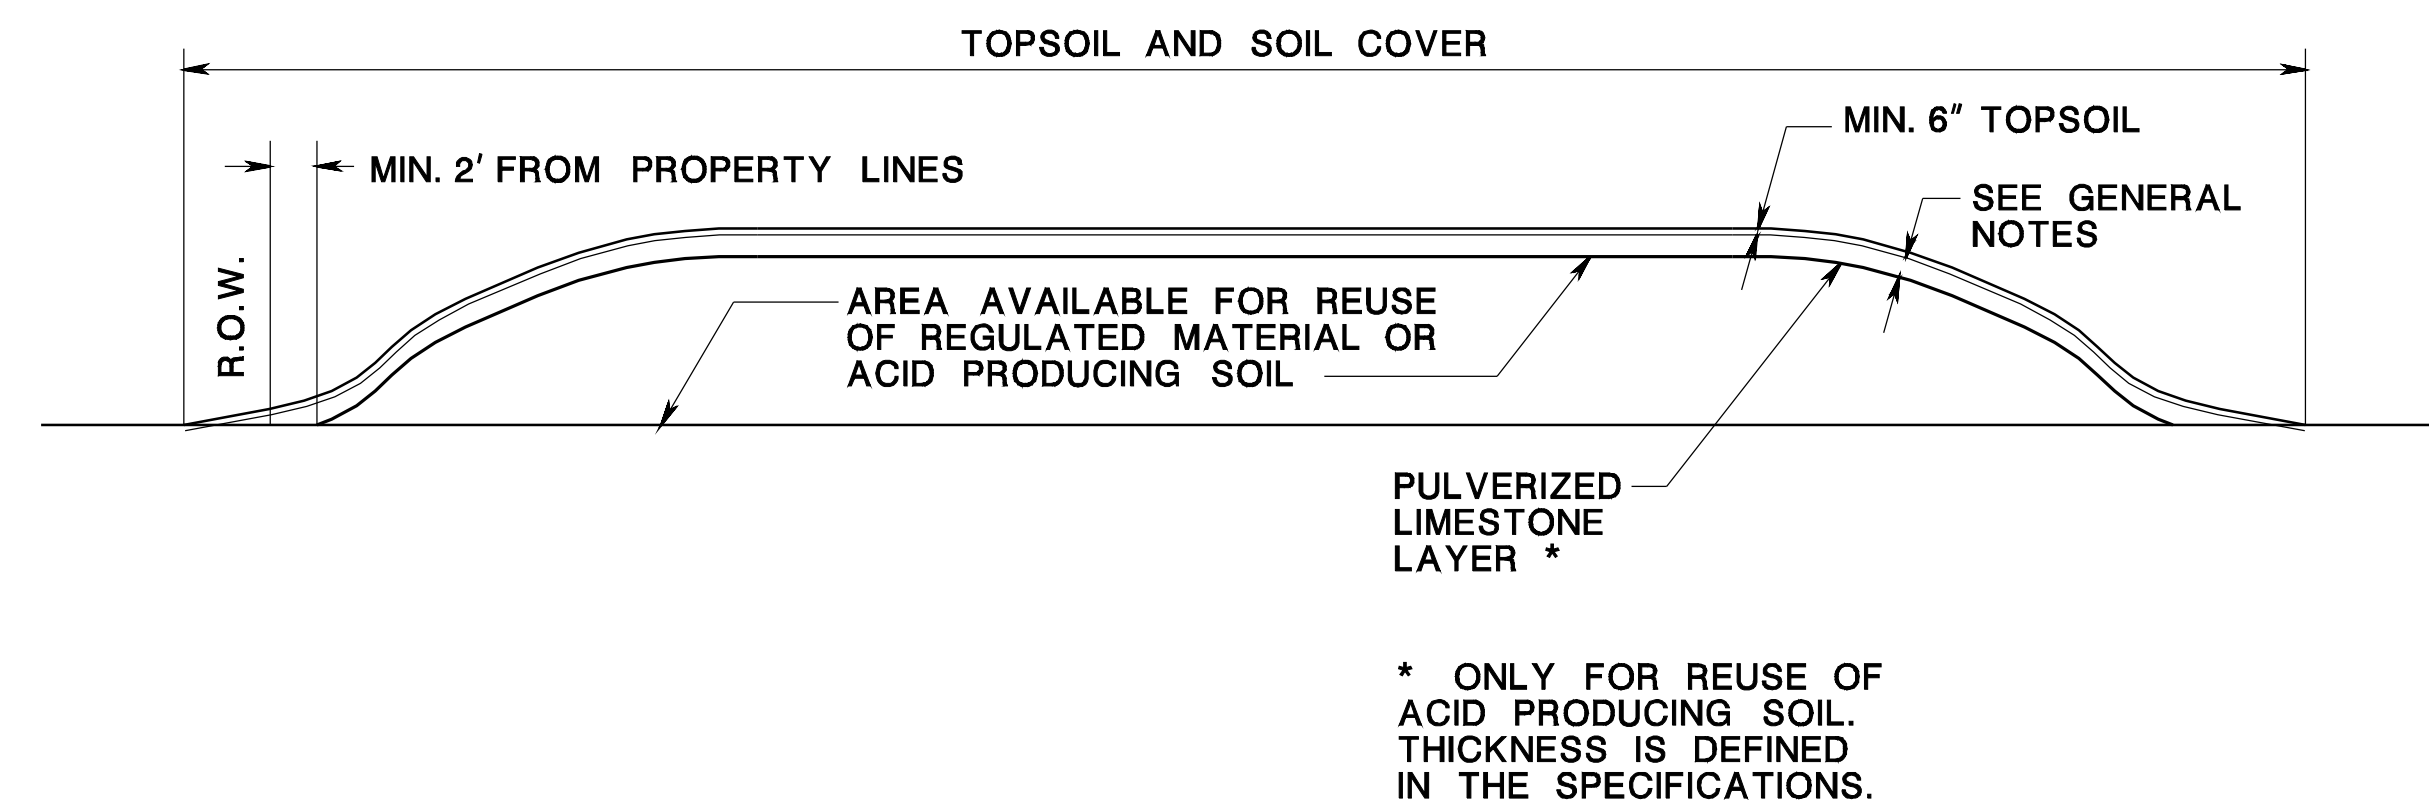 TOPSOIL AND SOIL COVER
MIN. 6" TOPSOIL
MIN. 2' FROM PROPERTY LINES
SEE GENERAL
NOTES
R.O.W.
AREA AVAILABLE FOR REUSE
OF REGULATED MATERIAL OR
ACID PRODUCING SOIL
PULVERIZED
LIMESTONE
LAYER *
* ONLY FOR REUSE OF
ACID PRODUCING SOIL.
THICKNESS IS DEFINED
IN THE SPECIFICATIONS.